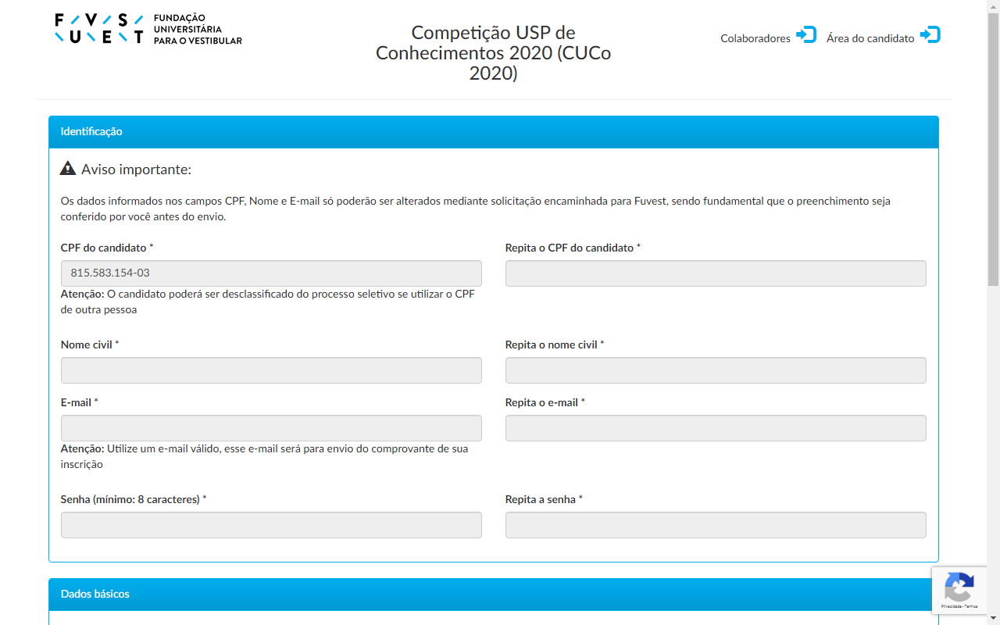 FUVEST
FUNDAÇÃO
UNIVERSITÁRIA
PARA O VESTIBULAR
Competição USP de
Conhecimentos 2020 (CUCo
2020)
Colaboradores
Área do candidato
Identificação
Aviso importante:
Os dados informados nos campos CPF, Nome e E-mail só poderão ser alterados mediante solicitação encaminhada para Fuvest, sendo fundamental que o preenchimento seja
conferido por você antes do envio.
CPF do candidato *
Repita o CPF do candidato *
815.583.154-03
Atenção: O candidato poderá ser desclassificado do processo seletivo se utilizar o CPF
de outra pessoa
Nome civil *
Repita o nome civil *
E-mail *
Repita o e-mail *
Atenção: Utilize um e-mail válido, esse e-mail será para envio do comprovante de sua
inscrição
Senha (mínimo: 8 caracteres) *
Repita a senha *
Dados básicos
Privacidade - Termos